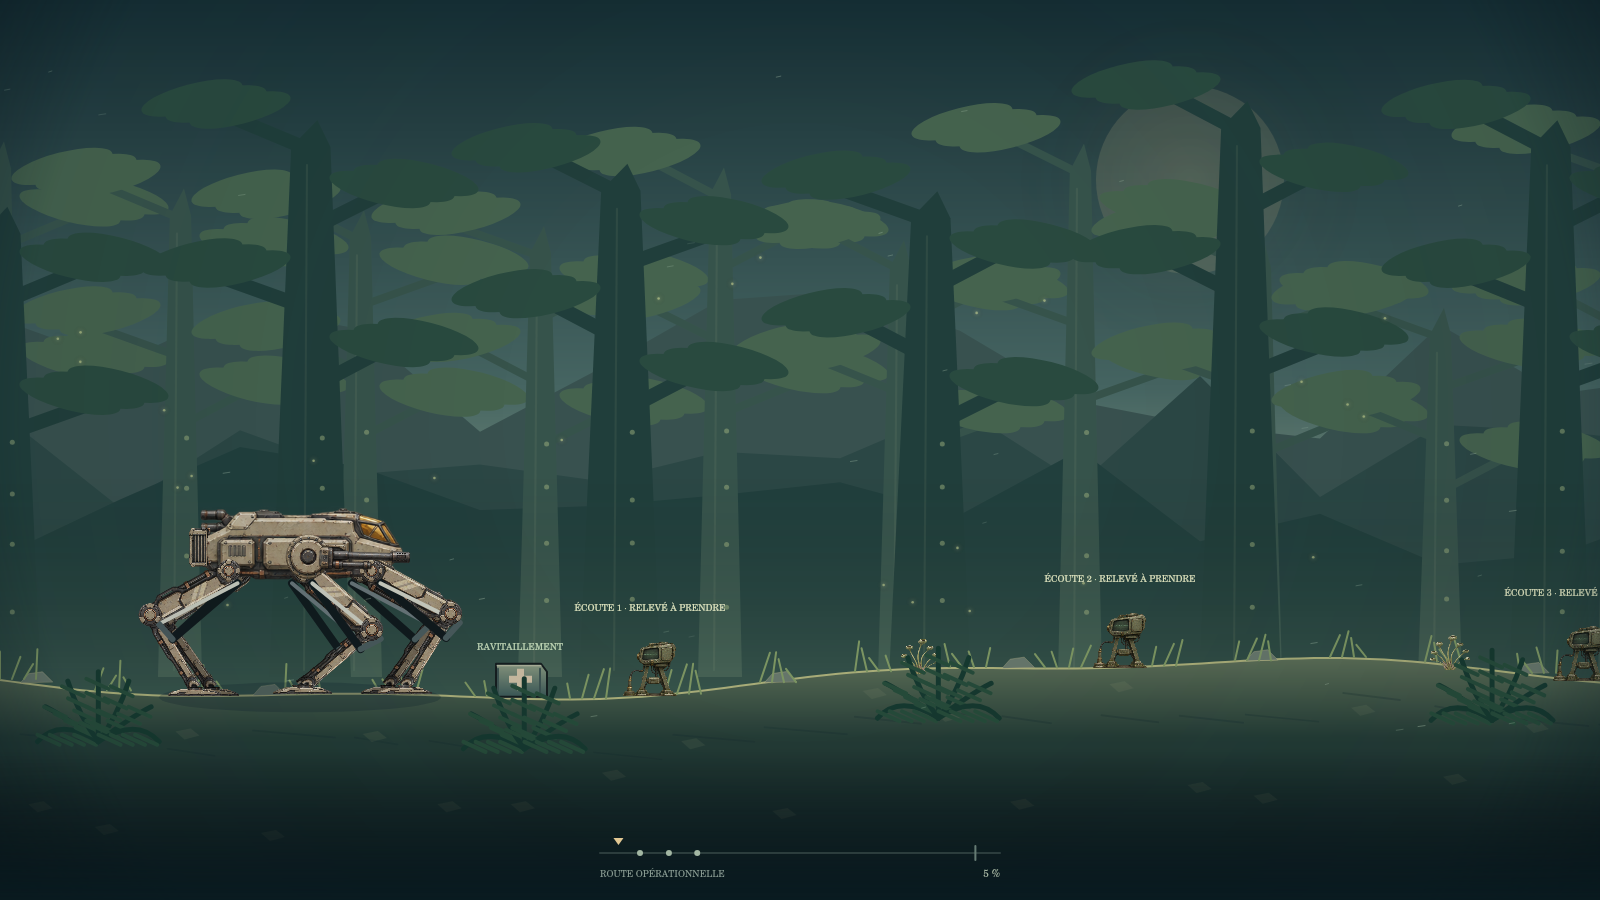 ÉCOUTE 2 · RELEVÉ À PRENDRE
ÉCOUTE 3 · RELEVÉ
ÉCOUTE 1 · RELEVÉ À PRENDRE
RAVITAILLEMENT
ROUTE OPÉRATIONNELLE
5 %